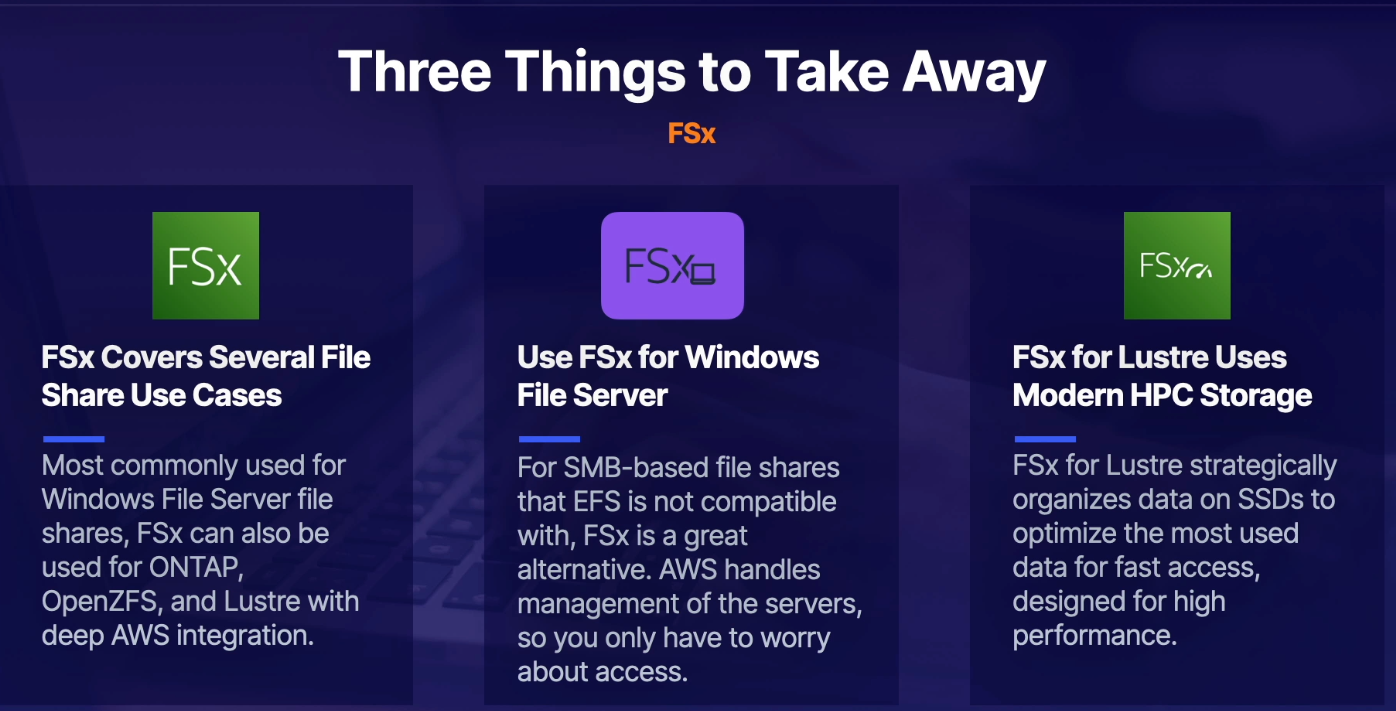 Three Things to Take Away
FSx
FSx
FSx Covers Several File
Share Use Cases
Most commonly used for
Windows File Server file
shares, FSx can also be
used for ONTAP,
OpenZFS, and Lustre with
deep AWS integration.
FSx
Use FSx for Windows
File Server
For SMB-based file shares
that EFS is not compatible
with, FSx is a great
alternative. AWS handles
management of the servers,
so you only have to worry
about access.
FSx
FSx for Lustre Uses
Modern HPC Storage
FSx for Lustre strategically
organizes data on SSDs to
optimize the most used
data for fast access,
designed for high
performance.